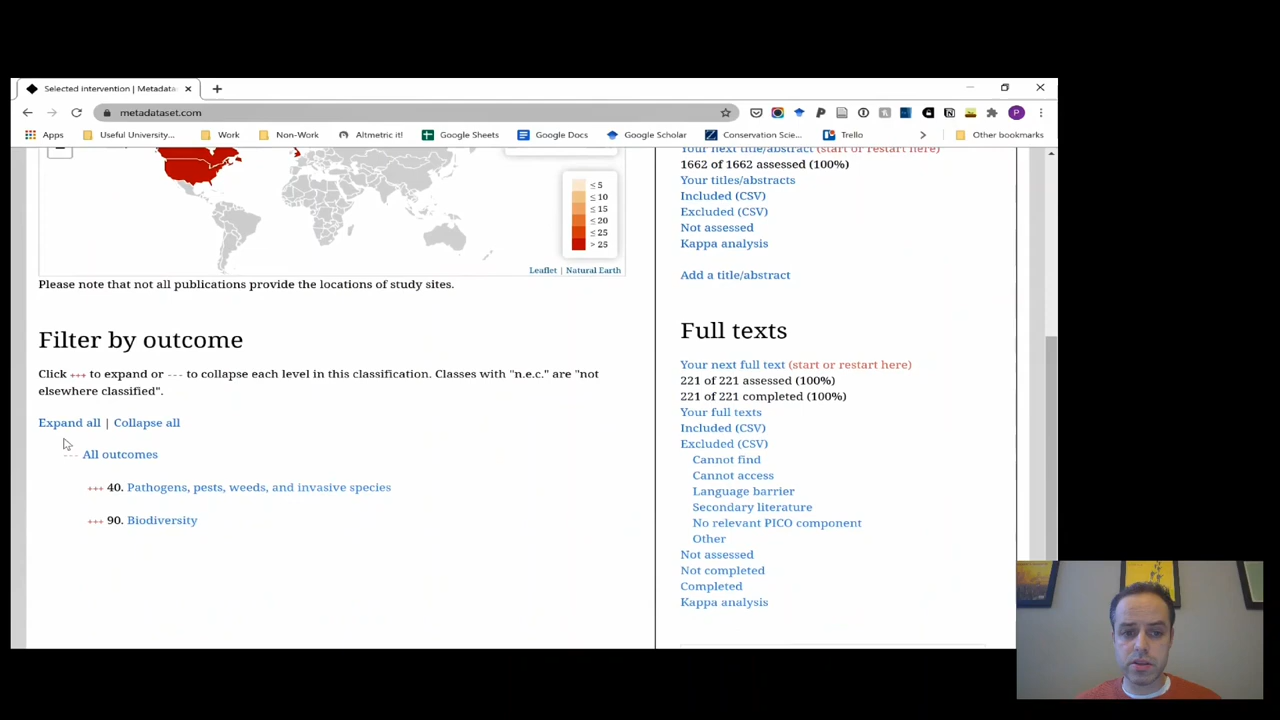 Selected intervention | Metadata
metadataset.com
Apps
Useful University...
Work
Non-Work
Altmetric it!
Google Sheets
Google Docs
Google Scholar
Conservation Scie...
Trello
Other bookmarks
≤ 5
≤ 10
≤ 15
≤ 20
≤ 25
> 25
Leaflet | Natural Earth
Please note that not all publications provide the locations of study sites.
Filter by outcome
Click +++ to expand or --- to collapse each level in this classification. Classes with "n.e.c." are "not
elsewhere classified".
Expand all | Collapse all
--- All outcomes
+++ 40. Pathogens, pests, weeds, and invasive species
+++ 90. Biodiversity
Your next title/abstract (start or restart here)
1662 of 1662 assessed (100%)
Your titles/abstracts
Included (CSV)
Excluded (CSV)
Not assessed
Kappa analysis
Add a title/abstract
Full texts
Your next full text (start or restart here)
221 of 221 assessed (100%)
221 of 221 completed (100%)
Your full texts
Included (CSV)
Excluded (CSV)
Cannot find
Cannot access
Language barrier
Secondary literature
No relevant PICO component
Other
Not assessed
Not completed
Completed
Kappa analysis